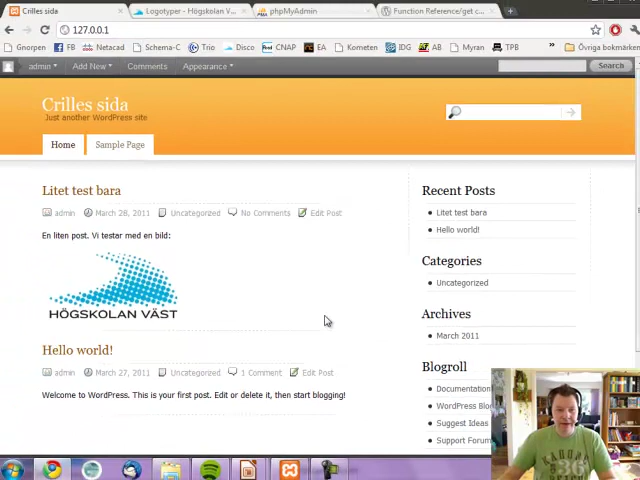 Crilles sida
Logotyper - Högskolan V...
phpMyAdmin
Function Reference/get c...
127.0.0.1
Gnorpen
FB
Netacad
Schema-C
Tria
Disco
CNAP
EA
Kometen
IDG
AB
Merry
TPB
»
Övriga bokmärken
admin
Add New
Comments
Appearance
Search
Crilles sida
Just another WordPress site
Home
Sample Page
Litet test bara
admin
March 28, 2011
Uncategorized
No Comments
Edit Post
En liten post. Vi testar med en bild:
HÖGSKOLAN VÄST
Hello world!
admin
March 27, 2011
Uncategorized
1 Comment
Edit Post
Welcome to WordPress. This is your first post. Edit or delete it, then start blogging!
Recent Posts
Litet test bara
Hello world!
Categories
Uncategorized
Archives
March 2011
Blogroll
Documentation
WordPress Blo
Suggest Ideas
Support Forum